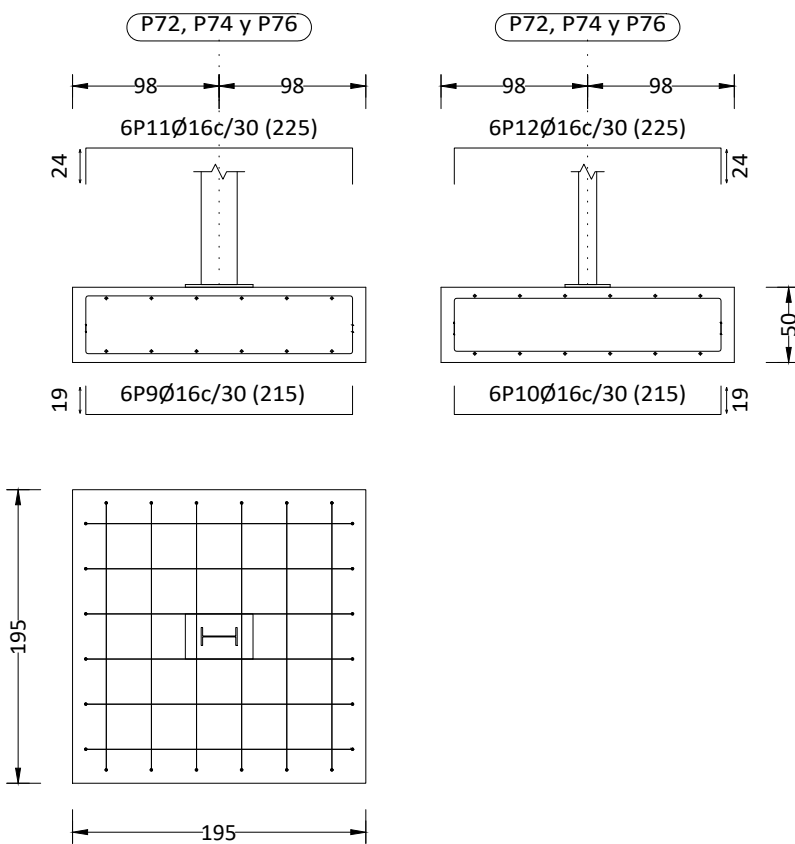 P72, P74 y P76
P72, P74 y P76
98
98
98
98
6P11Ø16c/30 (225)
6P12Ø16c/30 (225)
24
24
50
6P9Ø16c/30 (215)
6P10Ø16c/30 (215)
19
19
195
195